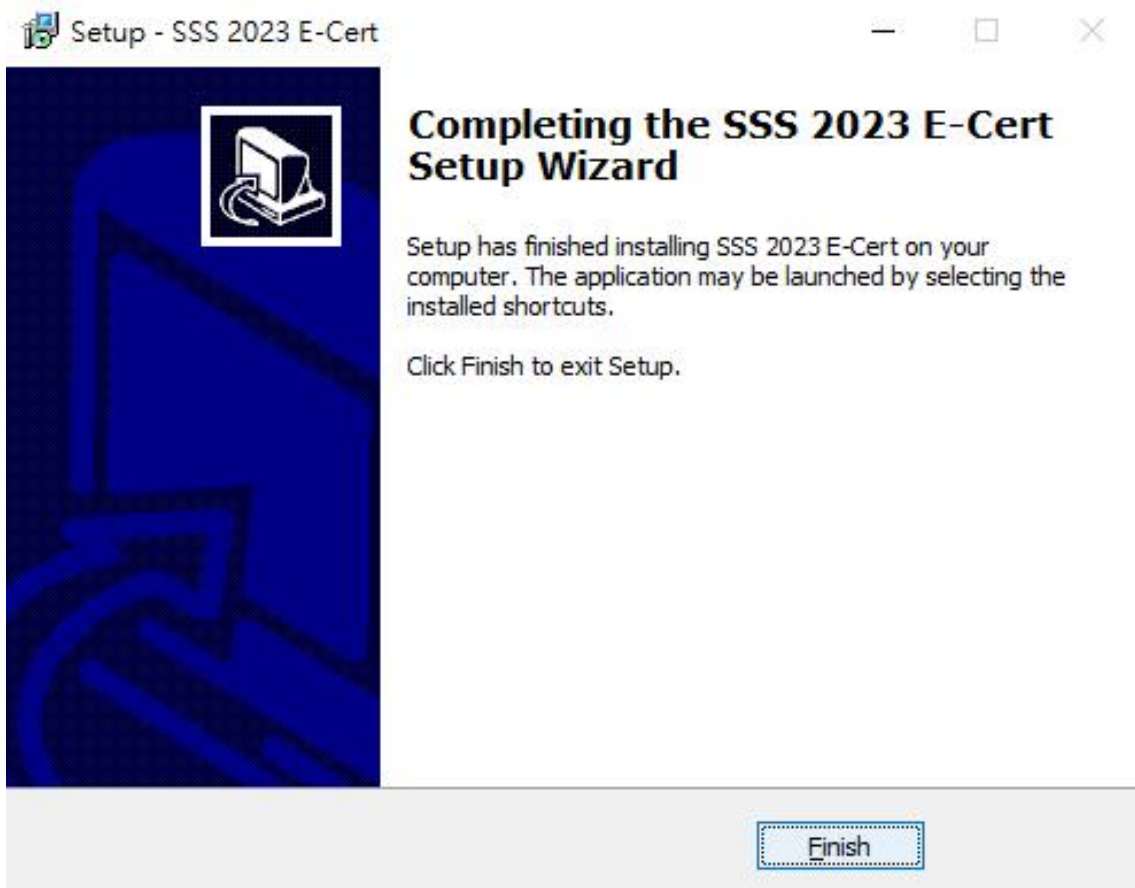 Setup - SSS 2023 E-Cert
Completing the SSS 2023 E-Cert
Setup Wizard
Setup has finished installing SSS 2023 E-Cert on your
computer. The application may be launched by selecting the
installed shortcuts.
Click Finish to exit Setup.
Finish